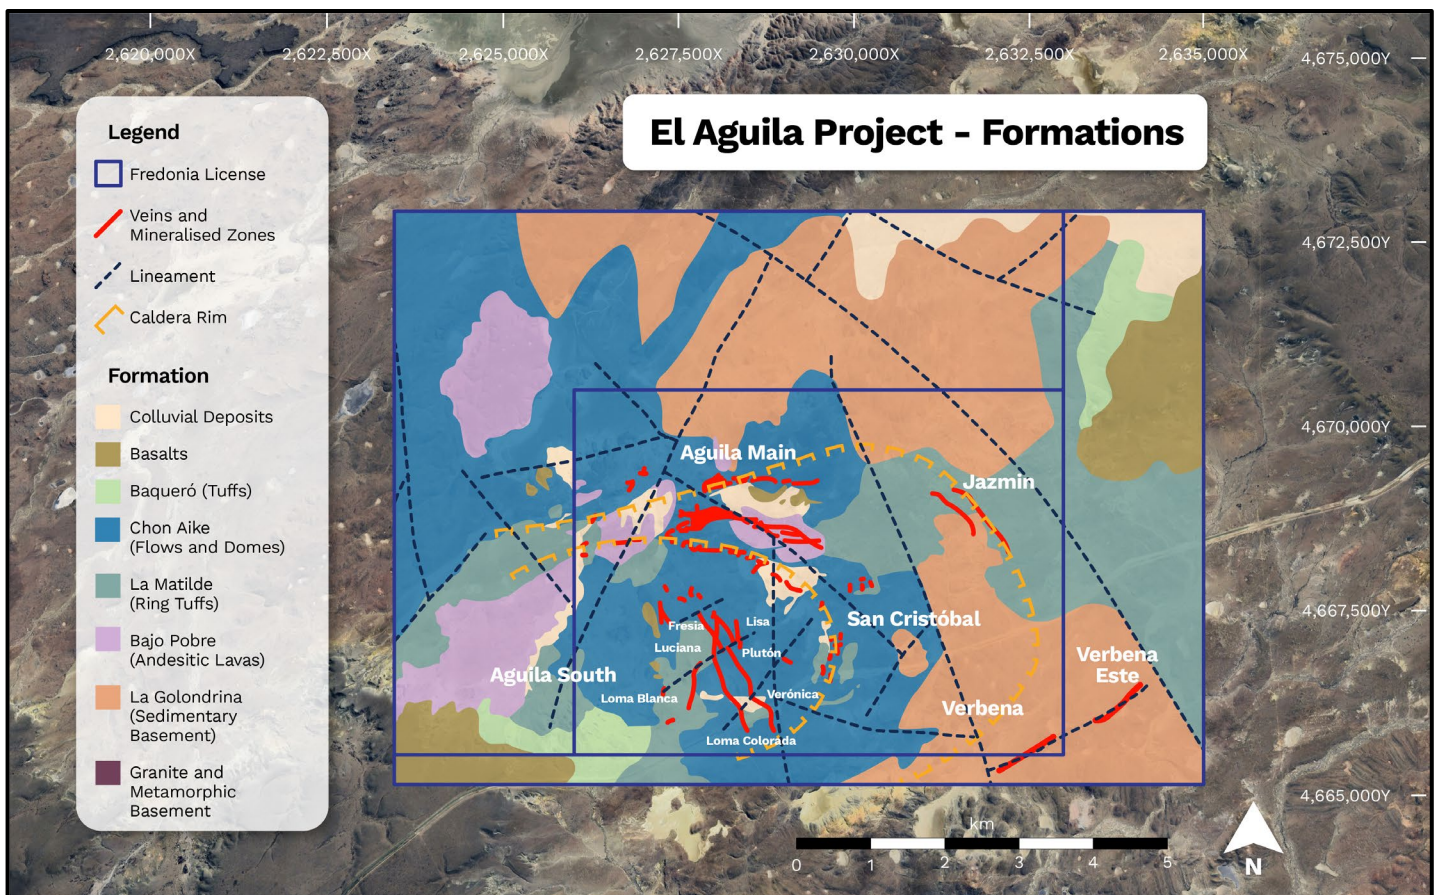 2,620,000X
2,622,500X
2,625,000X
2,627,500X
2,630,000X
2,632,500X
2,635,000X
4,675,000Y
El Aguila Project - Formations
Legend
Fredonia License
Veins and
Mineralised Zones
Lineament
Caldera Rim
Formation
Colluvial Deposits
Basalts
Baqueró (Tuffs)
Chon Aike
(Flows and Domes)
La Matilde
(Ring Tuffs)
Bajo Pobre
(Andesitic Lavas)
La Golondrina
(Sedimentary
Basement)
Granite and
Metamorphic
Basement
4,672,500Y
4,670,000Y
4,667,500Y
4,665,000Y
Aguila Main
Jazmin
San Cristóbal
Fresia
Lisa
Luciana
Plutón
Verbena
Este
Aguila South
Loma Blanca
Verónica
Verbena
Loma Coloráda
km
0
1
2
3
4
5
N